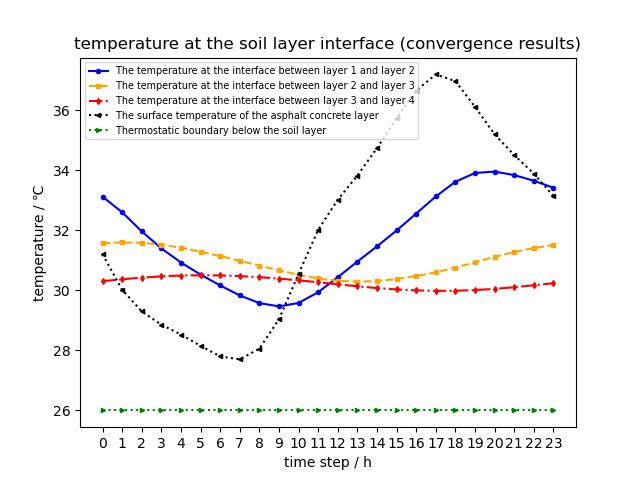 temperature at the soil layer interface (convergence results)
The temperature at the interface between layer 1 and layer 2
The temperature at the interface between layer 2 and layer 3
The temperature at the interface between layer 3 and layer 4
The surface temperature of the asphalt concrete layer
Thermostatic boundary below the soil layer
temperature / ℃
36
34
32
30
28
26
0 1 2 3 4 5 6 7 8 9 10 11 12 13 14 15 16 17 18 19 20 21 22 23
time step / h